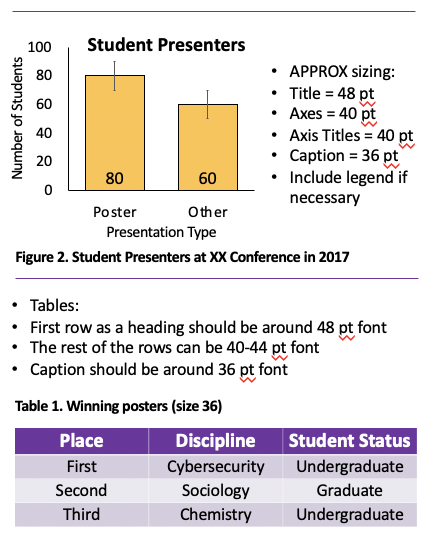 Student Presenters
Number of Students
100
80
60
40
20
0
80
60
Poster
Other
Presentation Type
• APPROX sizing:
• Title = 48 pt
• Axes = 40 pt
• Axis Titles = 40 pt
• Caption = 36 pt
• Include legend if
necessary
Figure 2. Student Presenters at XX Conference in 2017
• Tables:
• First row as a heading should be around 48 pt font
• The rest of the rows can be 40-44 pt font
• Caption should be around 36 pt font
Table 1. Winning posters (size 36)
Place Discipline Student Status
First Cybersecurity Undergraduate
Second Sociology Graduate
Third Chemistry Undergraduate